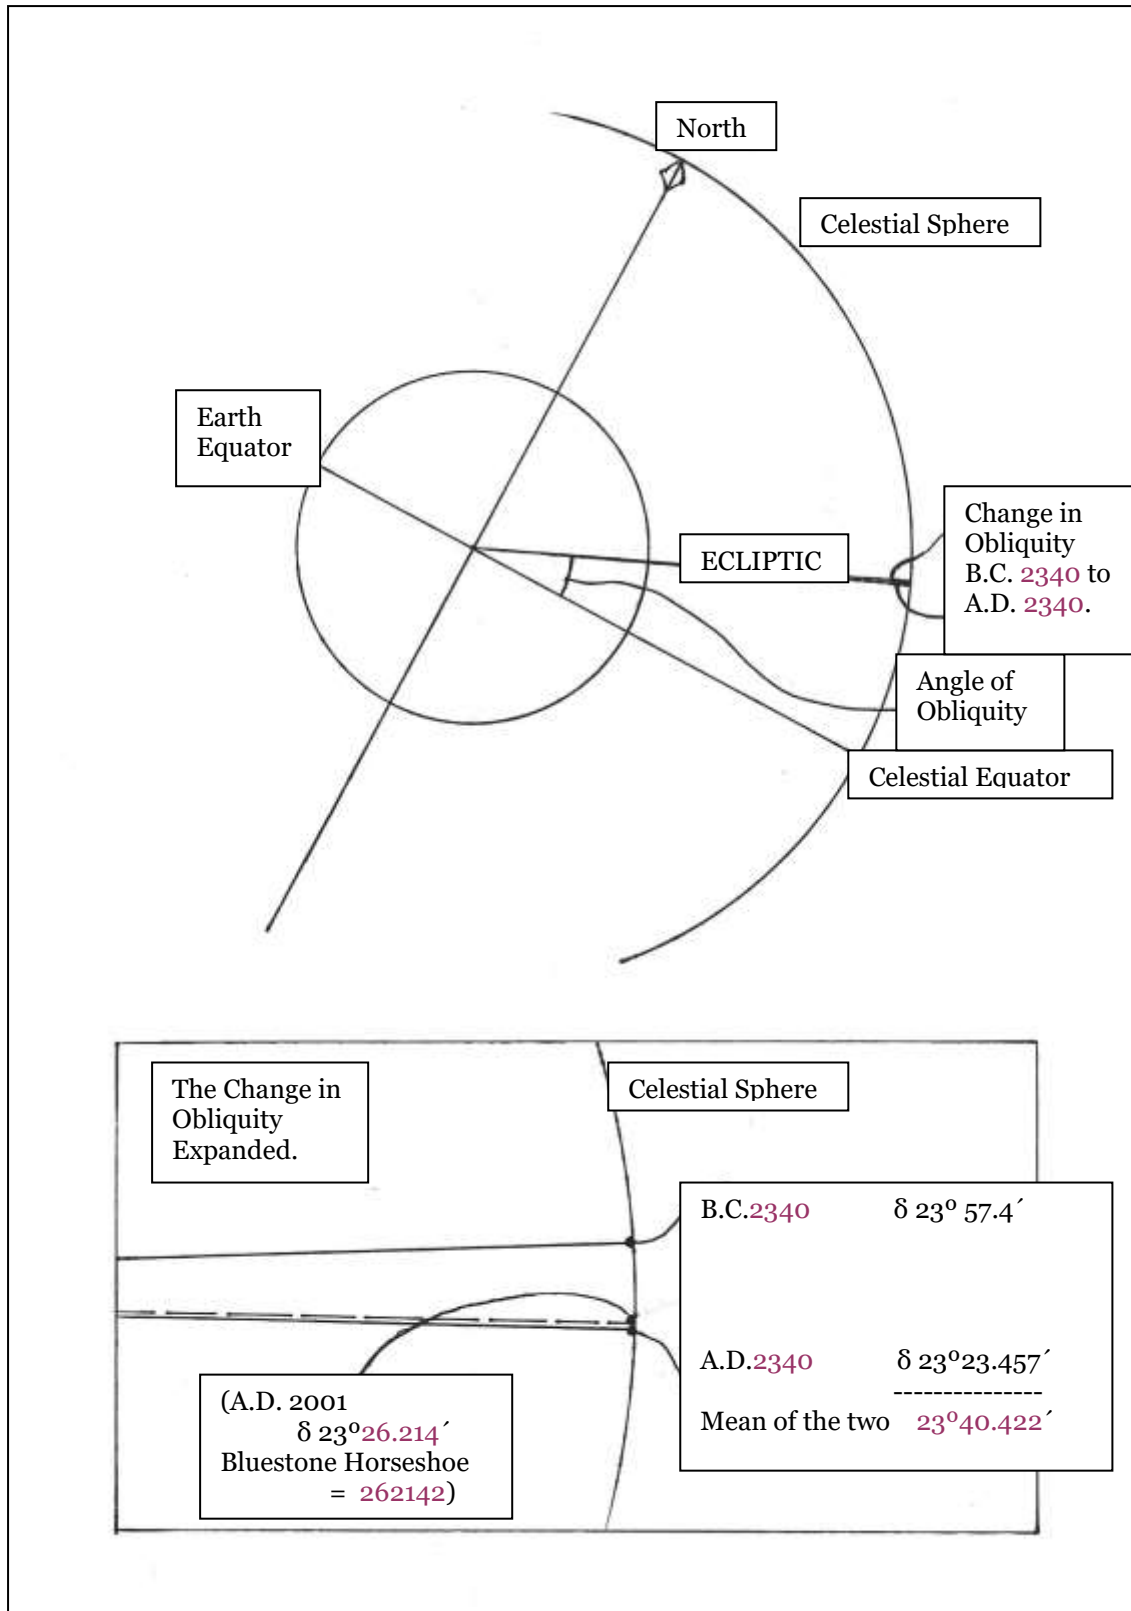 North
Celestial Sphere
Earth
Equator
ECLIPTIC
Change in
Obliquity
B.C. 2340 to
A.D. 2340.
Angle of
Obliquity
Celestial Equator
The Change in
Obliquity
Expanded.
Celestial Sphere
B.C.2340 δ 23º 57.4´
A.D.2340 δ 23º23.457´
---------------
Mean of the two 23º40.422´
(A.D. 2001
δ 23º26.214´
Bluestone Horseshoe
= 262142)